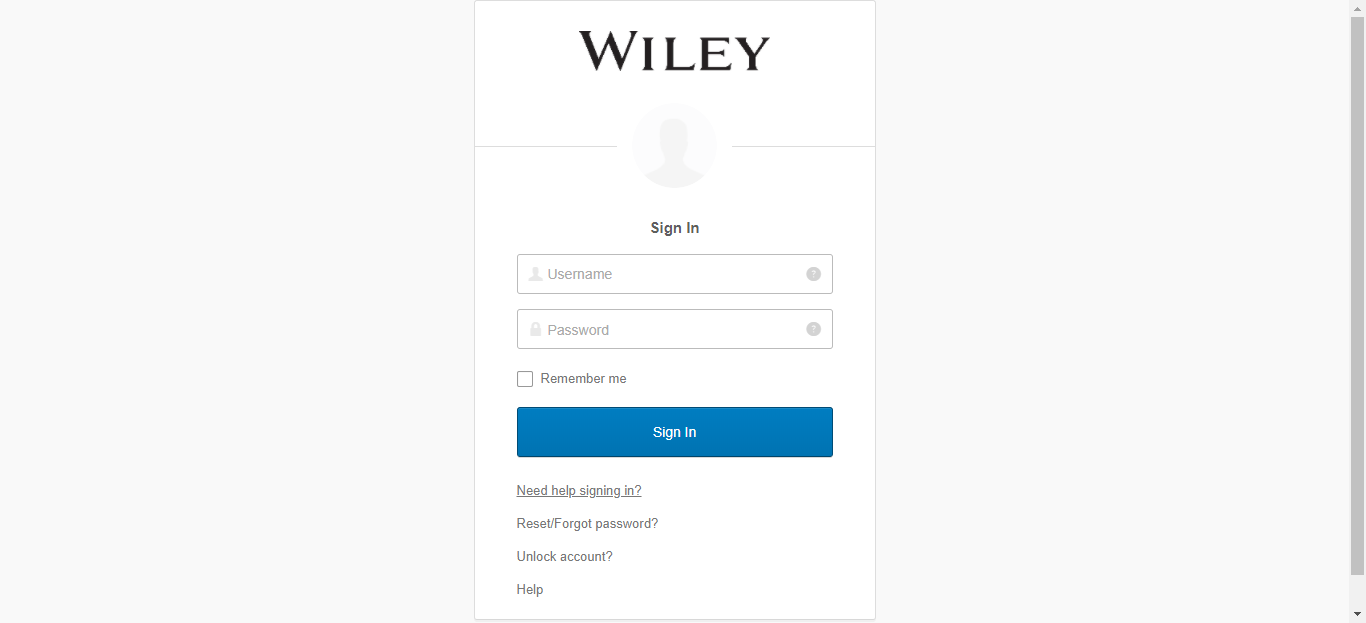 WILEY
Sign In
Username
?
Password
?
Remember me
Sign In
Need help signing in?
Reset/Forgot password?
Unlock account?
Help